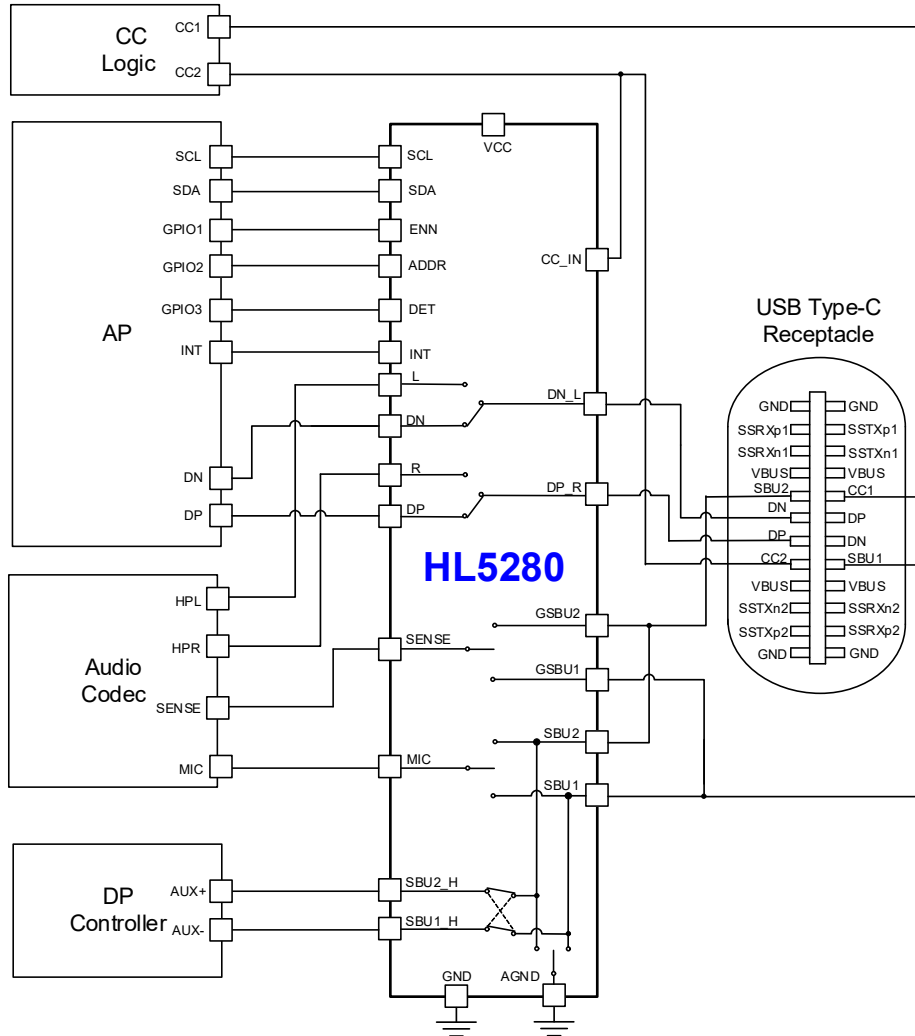 CC
Logic
CC1
CC2
AP
SCL
SDA
GPIO1
GPIO2
GPIO3
INT
DN
DP
Audio
Codec
HPL
HPR
SENSE
MIC
DP
Controller
AUX+
AUX-
VCC
SCL
SDA
ENN
ADDR
DET
INT
L
DN
R
DP
HL5280
SENSE
MIC
SBU2_H
SBU1_H
GND
AGND
CC_IN
DN_L
DP_R
GSBU2
GSBU1
SBU2
SBU1
USB Type-C
Receptacle
GND GND
SSRXp1 SSTXp1
SSRXn1 SSTXn1
VBUS VBUS
SBU2 CC1
DN DP
DP DN
CC2 SBU1
VBUS VBUS
SSTXn2 SSRXn2
SSTXp2 SSRXp2
GND GND